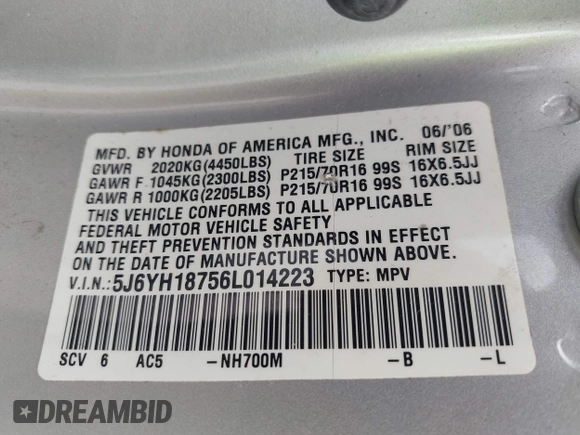 MFD. BY HONDA OF AMERICA MFG., INC. 06/'06
GVWR 2020KG(4450LBS) TIRE SIZE RIM SIZE
GAWR F 1045KG(2300LBS) P215/70R16 99S 16X6.5JJ
GAWR R 1000KG(2205LBS) P215/70R16 99S 16X6.5JJ
THIS VEHICLE CONFORMS TO ALL APPLICABLE
FEDERAL MOTOR VEHICLE SAFETY
AND THEFT PREVENTION STANDARDS IN EFFECT
ON THE DATE OF MANUFACTURE SHOWN ABOVE.
V.I.N.: 5J6YH18756L014223 TYPE: MPV
SCV 6 AC5 -NH700M -B -L
DREAMBID